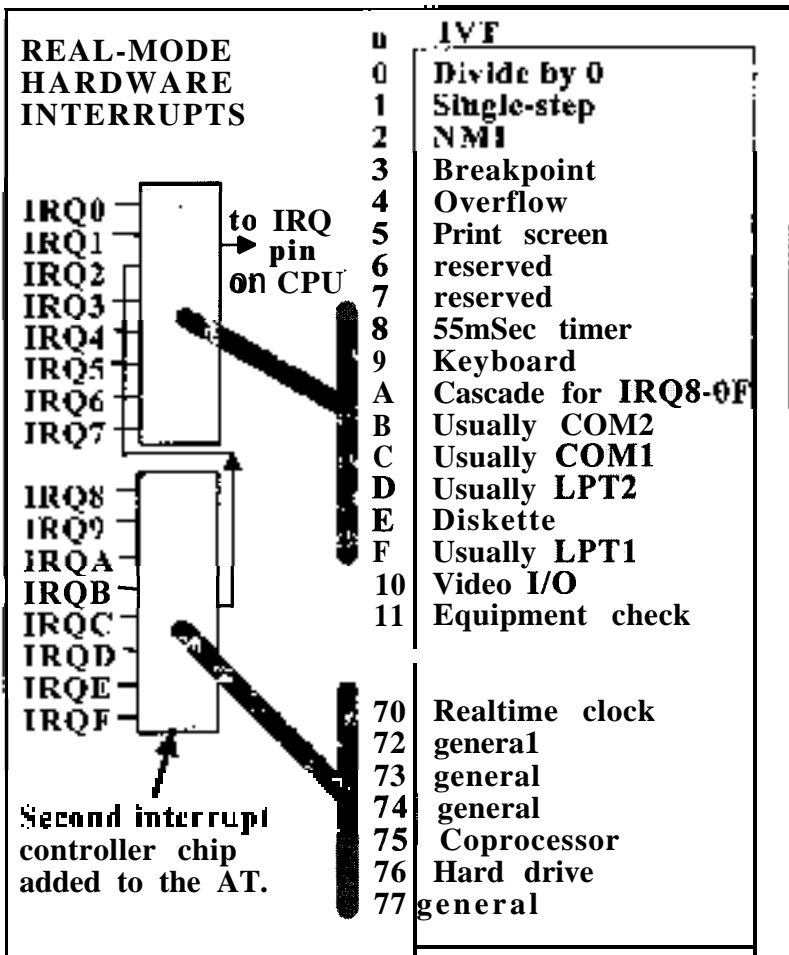 REAL-MODE
HARDWARE
INTERRUPTS
n IVT
0 Divide by 0
1 Single-step
2 NMI
3 Breakpoint
4 Overflow
5 Print screen
6 reserved
7 reserved
8 55mSec timer
9 Keyboard
A Cascade for IRQ8-0F
B Usually COM2
C Usually COM1
D Usually LPT2
E Diskette
F Usually LPT1
10 Video I/O
11 Equipment check
70 Realtime clock
72 genera1
73 general
74 general
75 Coprocessor
76 Hard drive
77 general
IRQ0
IRQ1
IRQ2
IRQ3
IRQ4
IRQ5
IRQ6
IRQ7
to IRQ
pin
on CPU
IRQ8
IRQ9
IRQA
IRQB
IRQC
IRQD
IRQE
IRQF
Second interrupt
controller chip
added to the AT.